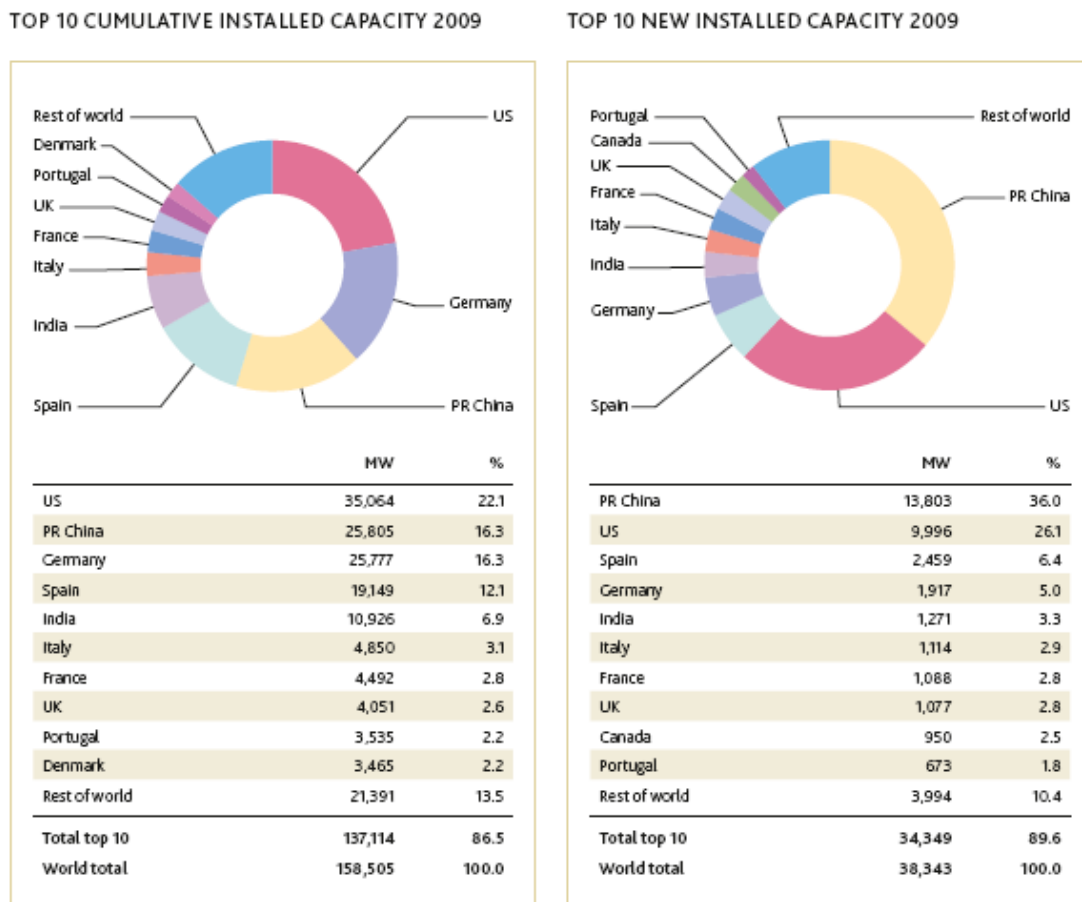 TOP 10 CUMULATIVE INSTALLED CAPACITY 2009
Rest of world
US
Denmark
Portugal
UK
France
Italy
Germany
India
Spain
PR China
MW %
US 35,064 22.1
PR China 25,805 16.3
Germany 25,777 16.3
Spain 19,149 12.1
India 10,926 6.9
Italy 4,850 3.1
France 4,492 2.8
UK 4,051 2.6
Portugal 3,535 2.2
Denmark 3,465 2.2
Rest of world 21,391 13.5
Total top 10 137,114 86.5
World total 158,505 100.0
TOP 10 NEW INSTALLED CAPACITY 2009
Portugal
Rest of world
Canada
UK
France
PR China
Italy
India
Germany
Spain
US
MW %
PR China 13,803 36.0
US 9,996 26.1
Spain 2,459 6.4
Germany 1,917 5.0
India 1,271 3.3
Italy 1,114 2.9
France 1,088 2.8
UK 1,077 2.8
Canada 950 2.5
Portugal 673 1.8
Rest of world 3,994 10.4
Total top 10 34,349 89.6
World total 38,343 100.0